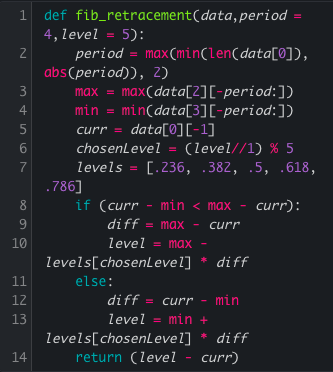 1 def fib_retracement(data,period =
4,level = 5):
2 period = max(min(len(data[0]),
abs(period)), 2)
3 max = max(data[2][-period:])
4 min = min(data[3][-period:])
5 curr = data[0][-1]
6 chosenLevel = (level//1) % 5
7 levels = [.236, .382, .5, .618,
.786]
8 if (curr - min < max - curr):
9 diff = max - curr
10 level = max -
levels[chosenLevel] * diff
11 else:
12 diff = curr - min
13 level = min +
levels[chosenLevel] * diff
14 return (level - curr)